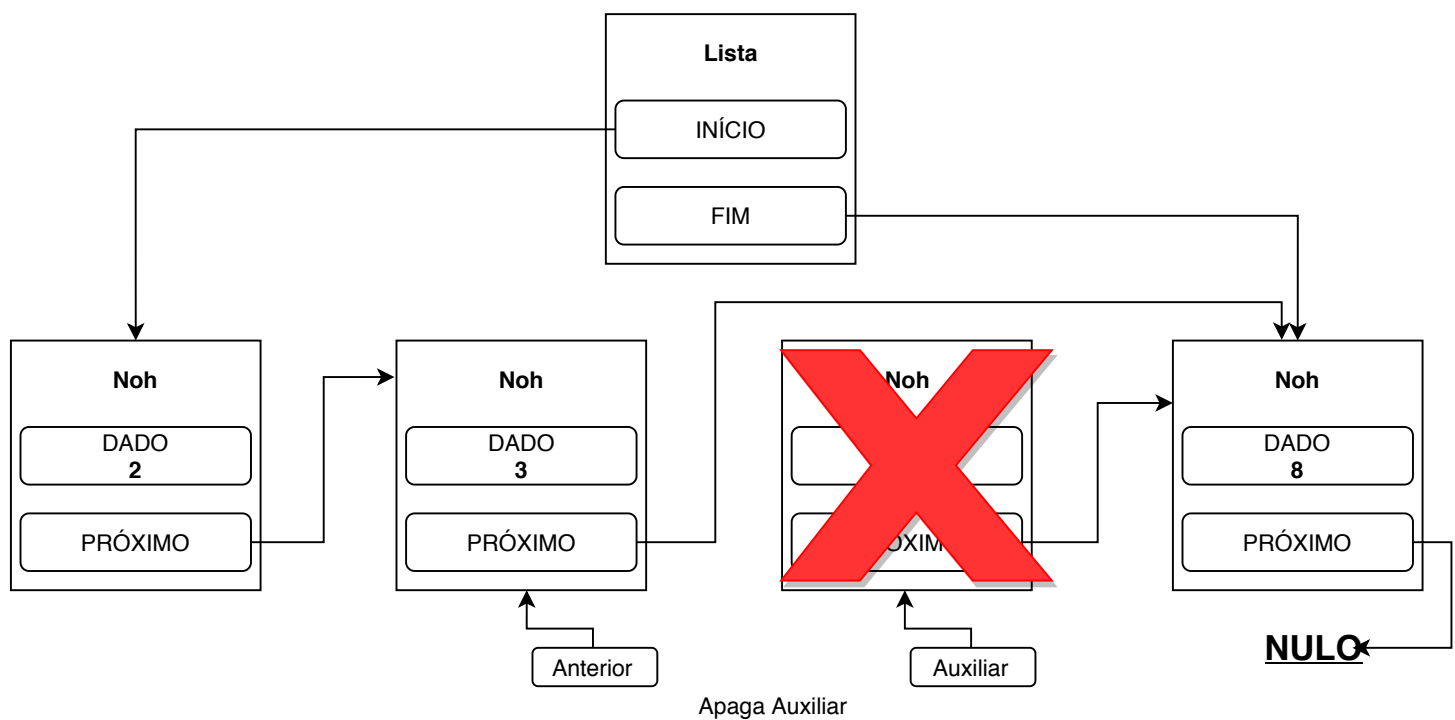 Lista
INÍCIO
FIM
Noh
DADO
2
PRÓXIMO
Noh
DADO
3
PRÓXIMO
Noh
Noh
DADO
8
PRÓXIMO
Anterior
Auxiliar
NULO
Apaga Auxiliar